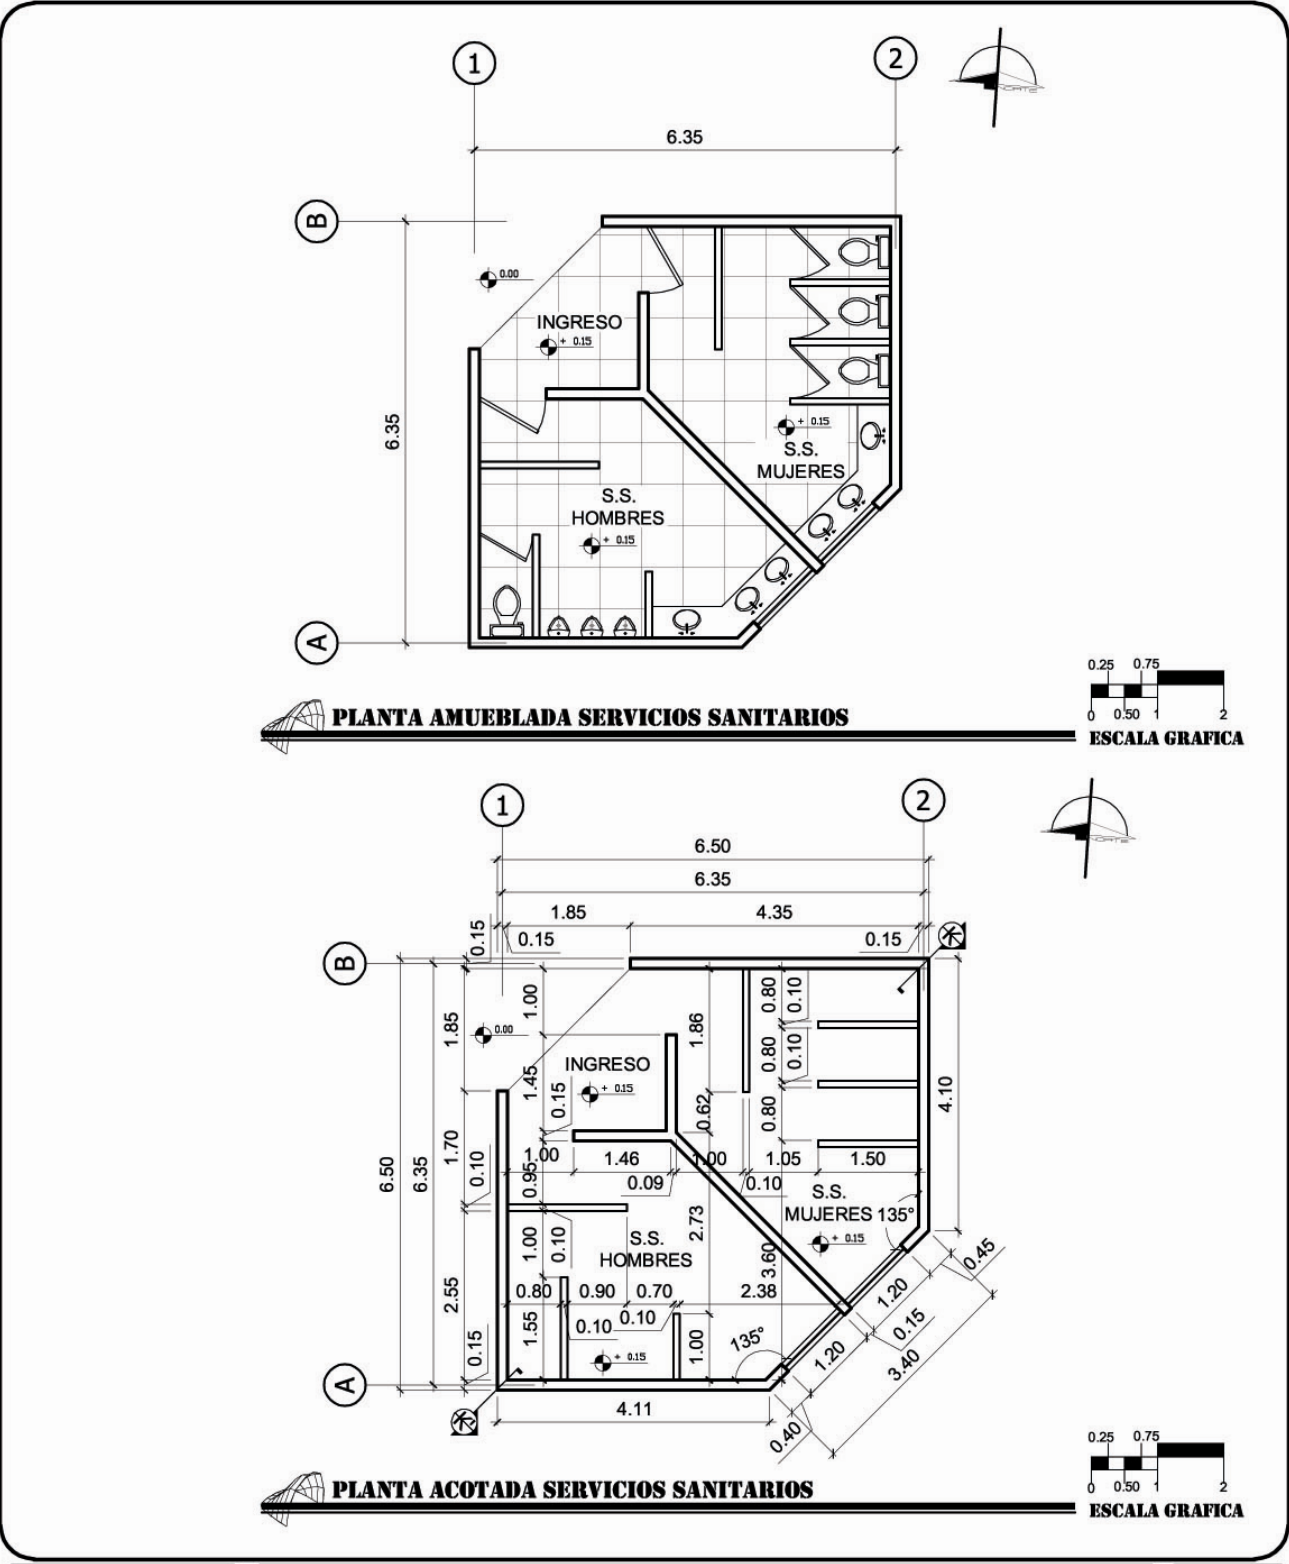 1
2
NORTE
6.35
B
0.00
INGRESO
+ 0.15
6.35
+ 0.15
S.S.
MUJERES
S.S.
HOMBRES
+ 0.15
A
0.25 0.75
0 0.50 1 2
PLANTA AMUEBLADA SERVICIOS SANITARIOS
ESCALA GRAFICA
1
2
NORTE
6.50
6.35
1.85 4.35
0.15 0.15 0.15
B
1.85
1.00
1.86
0.80 0.10
0.00
INGRESO
+ 0.15
1.45
0.15
0.62
0.80 0.10
0.80
4.10
6.50
6.35
1.70
0.10
0.95
1.00 1.46 1.00 1.05 1.50
0.09 0.10
S.S.
MUJERES 135°
+ 0.15
S.S.
HOMBRES
1.00
0.10
2.73
3.60
2.55
0.80 0.90 0.70 2.38
0.10 0.10
0.15
1.55
+ 0.15
1.00
135°
0.45
1.20
0.15
1.20
3.40
0.40
A
4.11
0.25 0.75
0 0.50 1 2
PLANTA ACOTADA SERVICIOS SANITARIOS
ESCALA GRAFICA